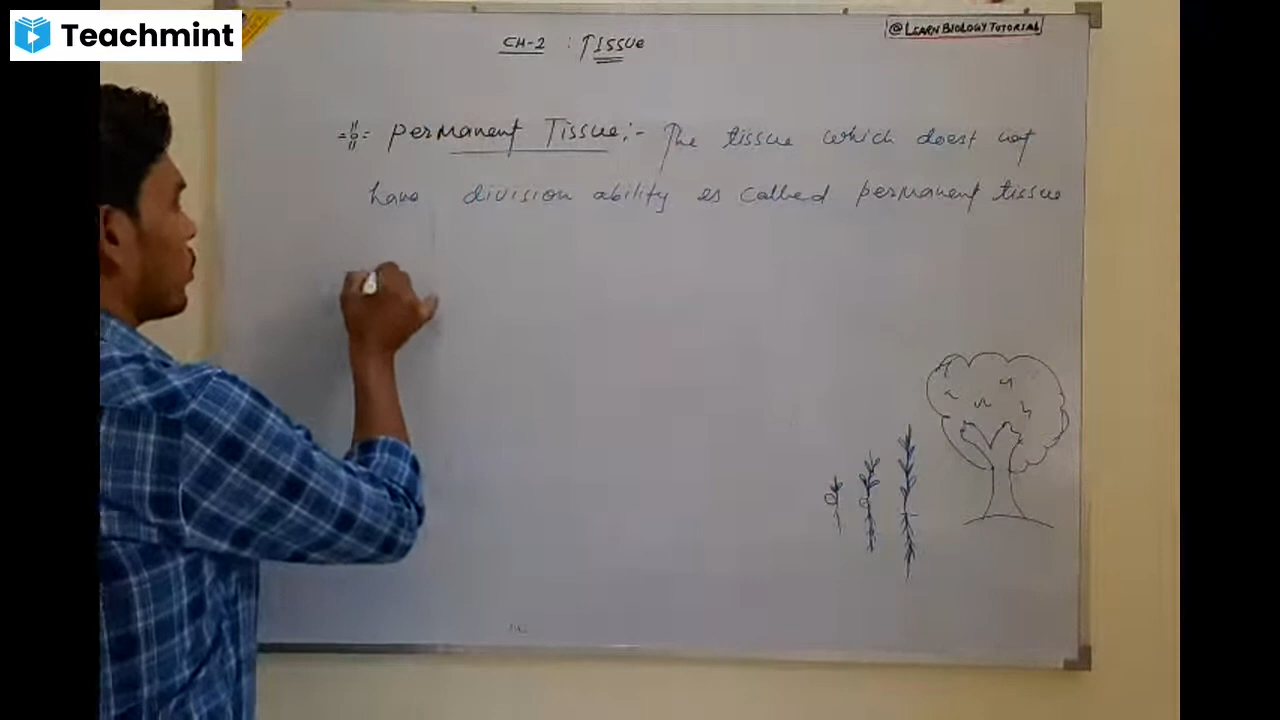 Teachmint
@LEARN BIOLOGY TUTORIAL
CH-2 : TISSUE
Permanent Tissue:- The tissue which doest not
have division ability is called permanent tissue